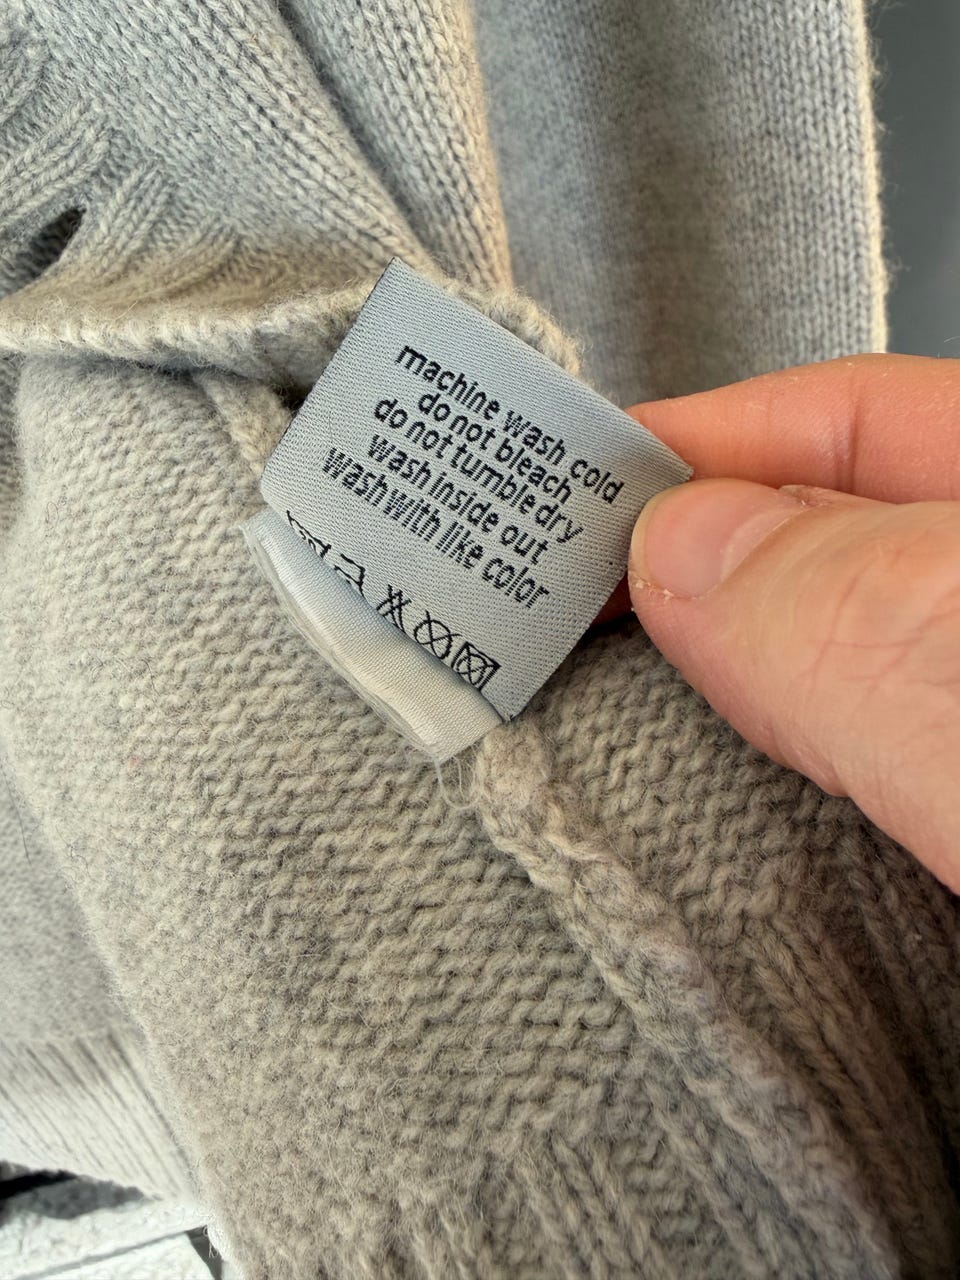 machine wash cold
do not bleach
do not tumble dry
wash inside out
wash with like color